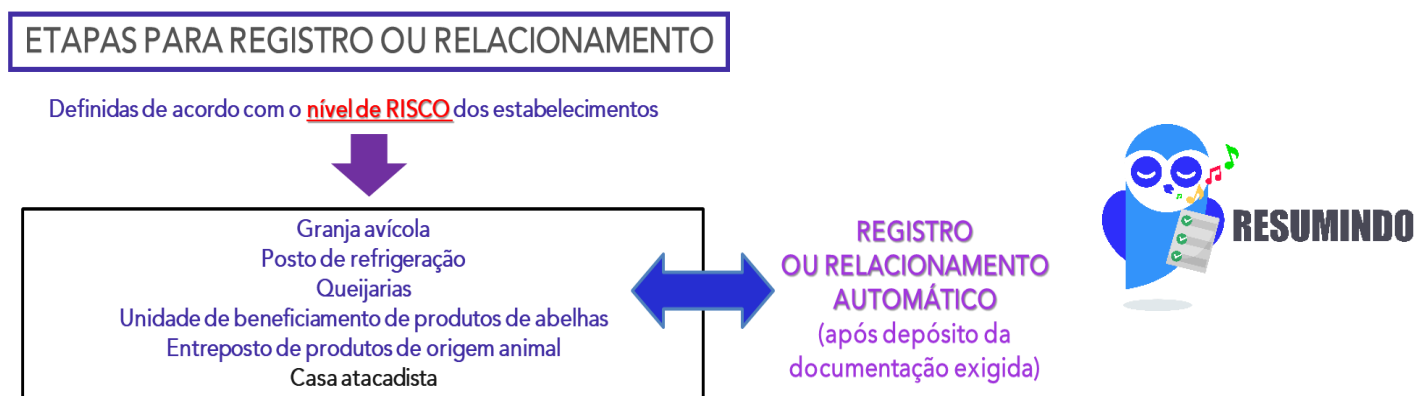 ETAPAS PARA REGISTRO OU RELACIONAMENTO
Definidas de acordo com o nível de RISCO dos estabelecimentos
Granja avícola
Posto de refrigeração
Queijarias
Unidade de beneficiamento de produtos de abelhas
Entreposto de produtos de origem animal
Casa atacadista
REGISTRO
OU RELACIONAMENTO
AUTOMÁTICO
(após depósito da
documentação exigida)
RESUMINDO